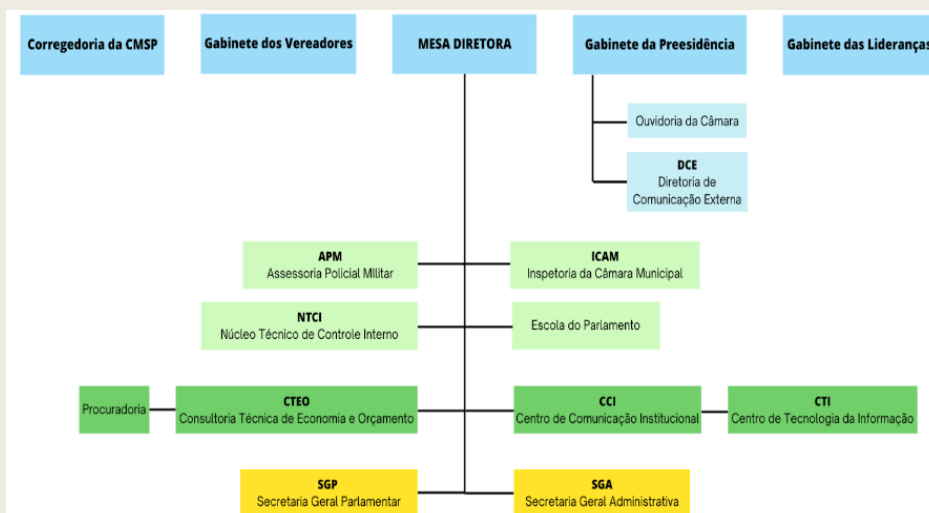 Corregedoria da CMSP
Gabinete dos Vereadores
MESA DIRETORA
Gabinete da Preesidência
Gabinete das Lideranças
Ouvidoria da Câmara
DCE
Diretoria de
Comunicação Externa
APM
Assessoria Policial MIlitar
ICAM
Inspetoria da Câmara Municipal
NTCI
Núcleo Técnico de Controle Interno
Escola do Parlamento
Procuradoria
CTEO
Consultoria Técnica de Economia e Orçamento
CCI
Centro de Comunicação Institucional
CTI
Centro de Tecnologia da Informação
SGP
Secretaria Geral Parlamentar
SGA
Secretaria Geral Administrativa